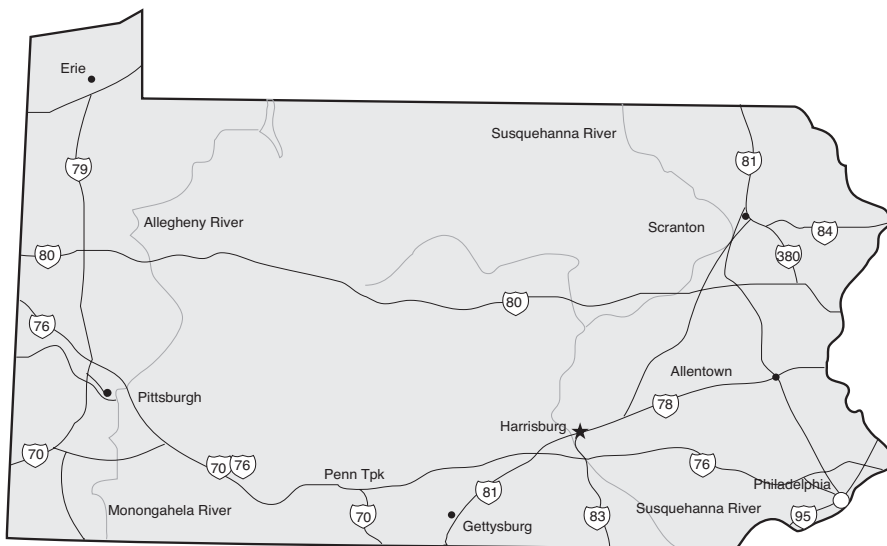 Erie
Susquehanna River
81
79
Allegheny River
Scranton
84
80
380
80
76
Allentown
Pittsburgh
78
Harrisburg
70
70 76
76
Penn Tpk
Philadelphia
81
Monongahela River
70
Gettysburg
83
Susquehanna River
95